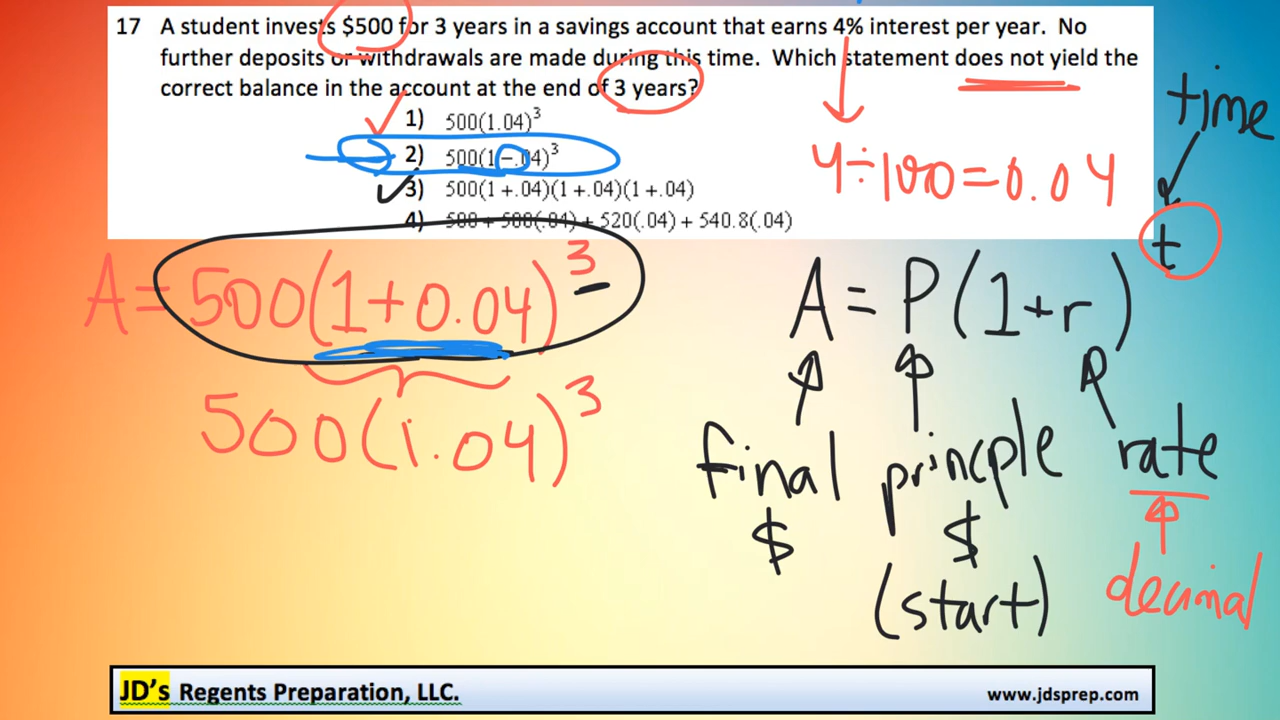 17 A student invests $500 for 3 years in a savings account that earns 4% interest per year. No
further deposits or withdrawals are made during this time. Which statement does not yield the
correct balance in the account at the end of 3 years?
1) 500(1.04)³
2) 500(1−.04)³
3) 500(1+.04)(1+.04)(1+.04)
4) 500 + 500(.04) + 520(.04) + 540.8(.04)
4÷100=0.04
time
t
A=500(1+0.04)³
A=P(1+r)
500(1.04)³
final
$
princple
$
(start)
rate
decimal
JD's Regents Preparation, LLC.
www.jdsprep.com